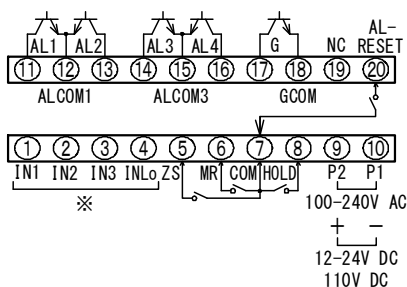 AL1 AL2 AL3 AL4 G NC AL-RESET
11 12 13 14 15 16 17 18 19 20
ALCOM1 ALCOM3 GCOM
1 2 3 4 5 6 7 8 9 10
IN1 IN2 IN3 INLo ZS MR COM HOLD P2 P1
※
100-240V AC
+ −
12-24V DC
110V DC